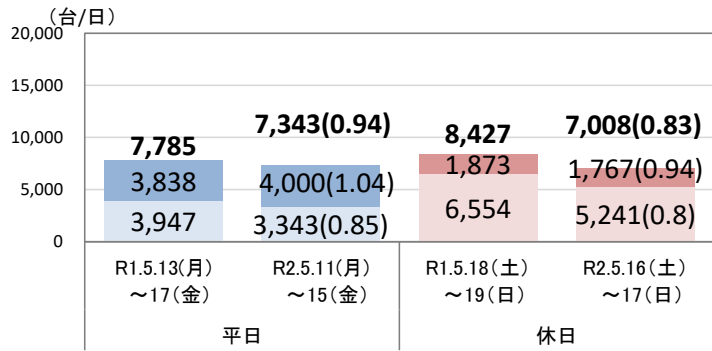 （台/日）
20,000
15,000
10,000
5,000
0
7,785
3,838
3,947
7,343(0.94)
4,000(1.04)
3,343(0.85)
8,427
1,873
6,554
7,008(0.83)
1,767(0.94)
5,241(0.8)
R1.5.13(月)
～17(金)
R2.5.11(月)
～15(金)
R1.5.18(土)
～19(日)
R2.5.16(土)
～17(日)
平日
休日